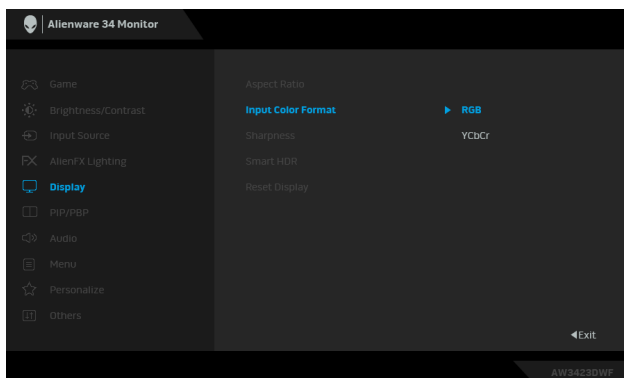 Alienware 34 Monitor
Game
Aspect Ratio
Brightness/Contrast
Input Color Format
RGB
Input Source
Sharpness
YCbCr
AlienFX Lighting
Smart HDR
Display
Reset Display
PIP/PBP
Audio
Menu
Personalize
Others
Exit
AW3423DWF